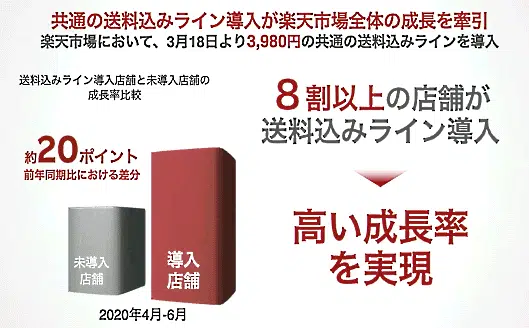 共通の送料込みライン導入が楽天市場全体の成長を牽引
楽天市場において、3月18日より3,980円の共通の送料込みラインを導入
送料込みライン導入店舗と未導入店舗の
成長率比較
約20ポイント
前年同期比における差分
未導入
店舗
導入
店舗
2020年4月-6月
8割以上の店舗が
送料込みライン導入
高い成長率
を実現